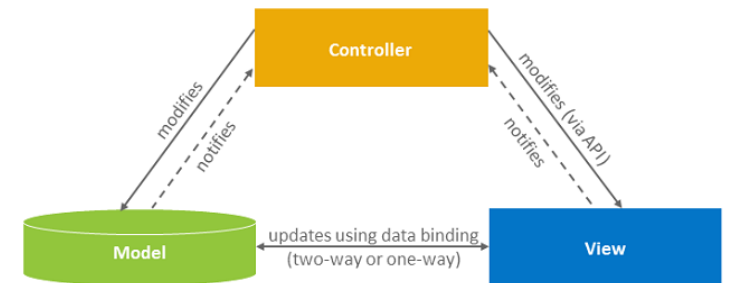 Controller
modifies
notifies
modifies (via API)
notifies
updates using data binding
(two-way or one-way)
Model
View